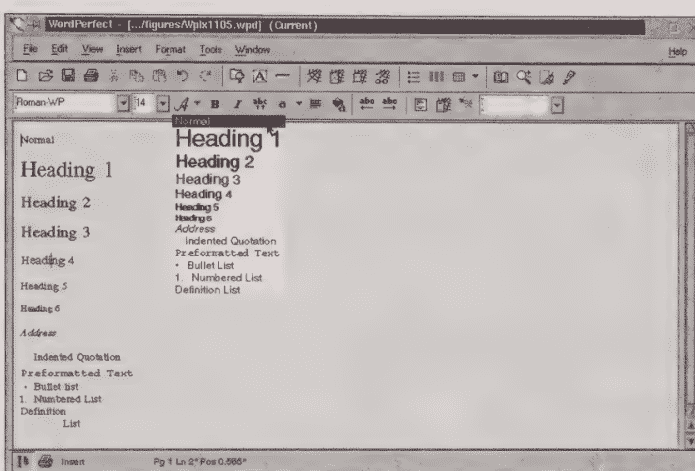 WordPerfect - [.../figures/Wplx1105.wpd] (Current)
File Edit View Insert Format Tools Window Help
Roman-WP 14
Normal
Heading 1
Heading 2
Heading 3
Heading 4
Heading 5
Heading 6
Address
Indented Quotation
Preformatted Text
• Bullet list
1. Numbered List
Definition
List
Normal
Heading 1
Heading 2
Heading 3
Heading 4
Heading 5
Heading 6
Address
Indented Quotation
Preformatted Text
• Bullet List
1. Numbered List
Definition List
Insert Pg 1 Ln 2" Pos 0.565"